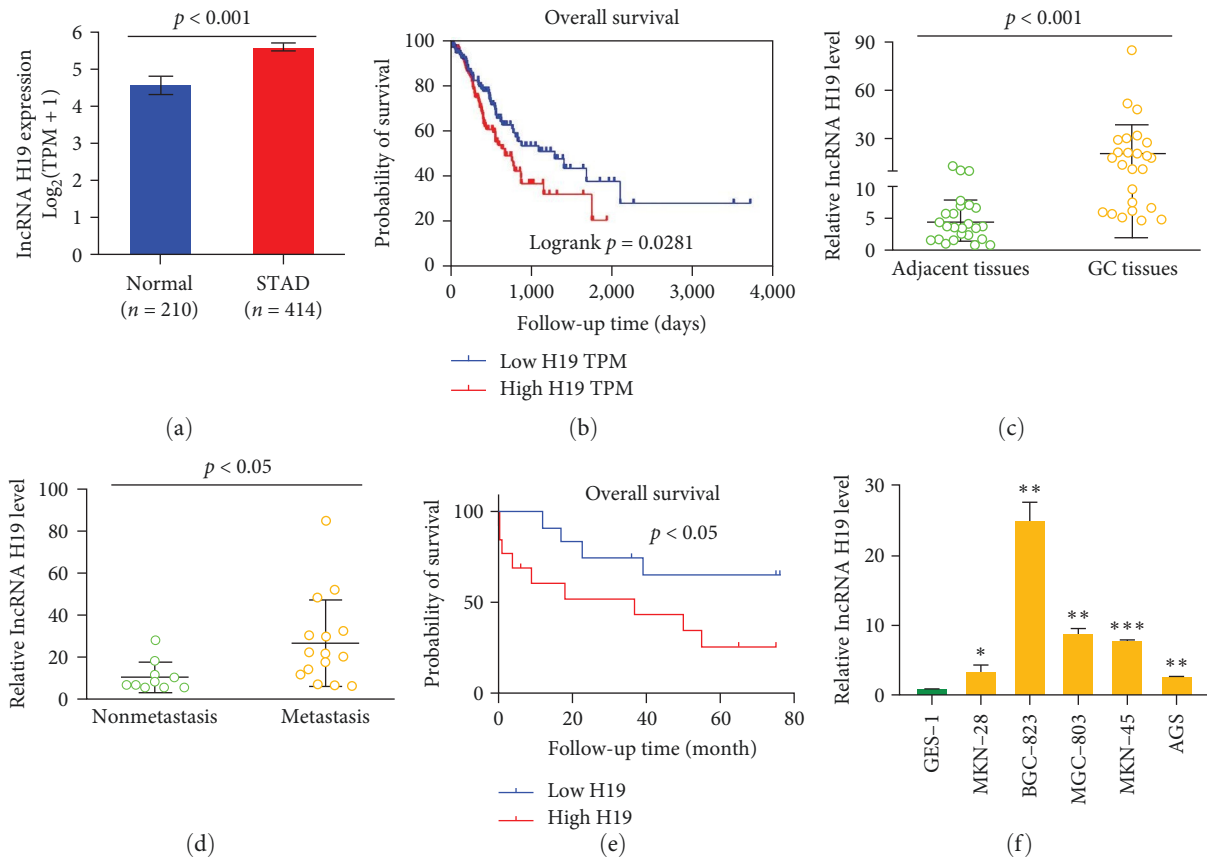 p < 0.001
lncRNA H19 expression
Log2(TPM + 1)
6
5
4
3
2
1
0
Normal
(n = 210)
STAD
(n = 414)
(a)
Overall survival
Probability of survival
100
80
60
40
20
0
Logrank p = 0.0281
0
1,000
2,000
3,000
4,000
Follow-up time (days)
Low H19 TPM
High H19 TPM
(b)
p < 0.001
Relative lncRNA H19 level
90
60
30
10
5
0
Adjacent tissues
GC tissues
(c)
p < 0.05
Relative lncRNA H19 level
100
80
60
40
20
0
Nonmetastasis
Metastasis
(d)
Overall survival
p < 0.05
Probability of survival
100
50
0
0
20
40
60
80
Follow-up time (month)
Low H19
High H19
(e)
Relative lncRNA H19 level
30
20
10
0
*
**
**
***
**
GES–1
MKN–28
BGC–823
MGC–803
MKN–45
AGS
(f)